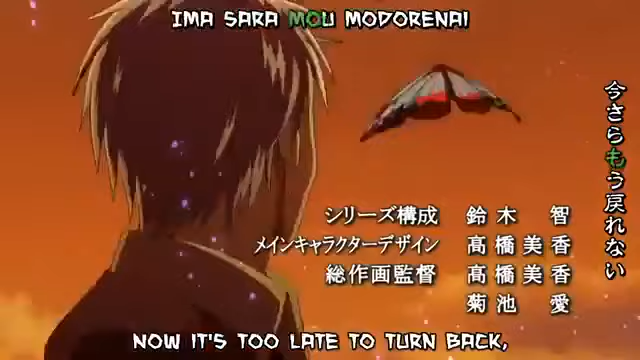 IMA SARA MOU MODORENAI
今さらもう戻れない
シリーズ構成 鈴木 智
メインキャラクターデザイン 髙橋美香
総作画監督 髙橋美香
菊池 愛
NOW IT'S TOO LATE TO TURN BACK,